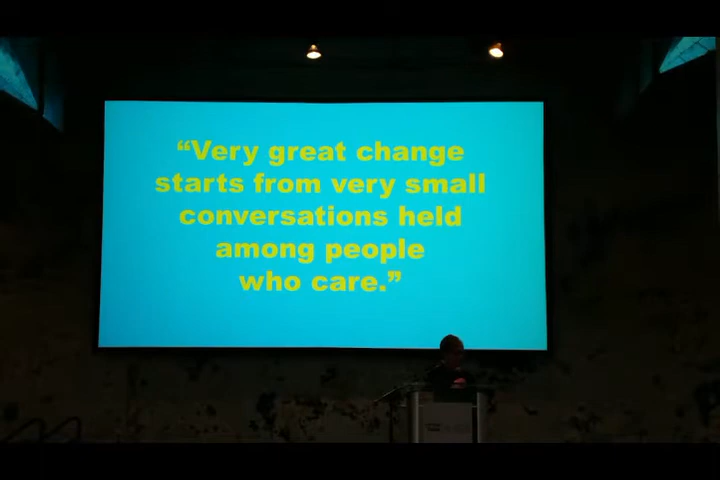 “Very great change
starts from very small
conversations held
among people
who care.”